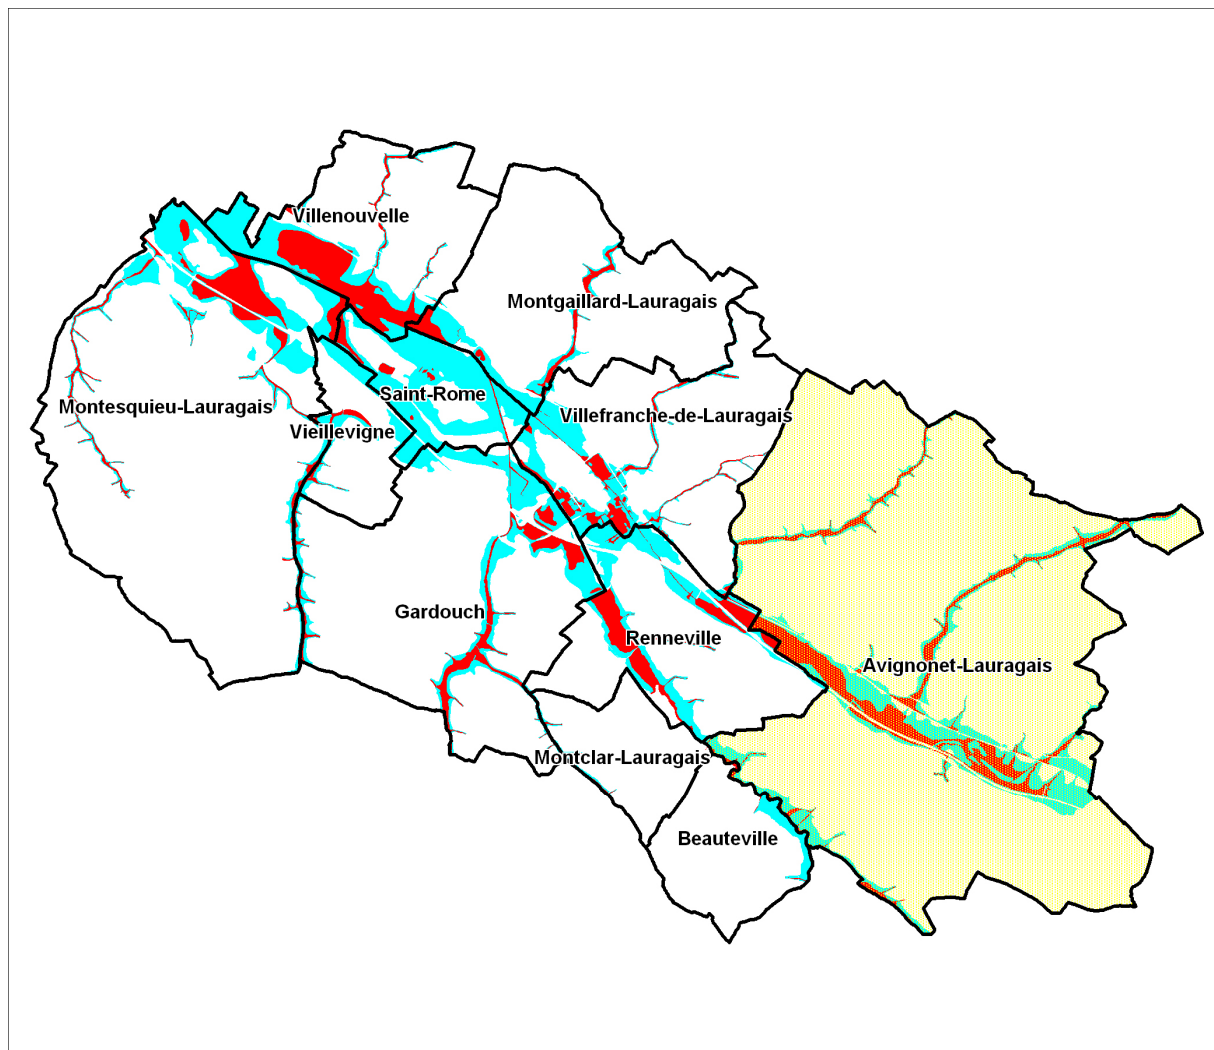 Villenouvelle
Montgaillard-Lauragais
Saint-Rome
Montesquieu-Lauragais
Villefranche-de-Lauragais
Vieillevigne
Gardouch
Renneville
Avignonet-Lauragais
Montclar-Lauragais
Beauteville